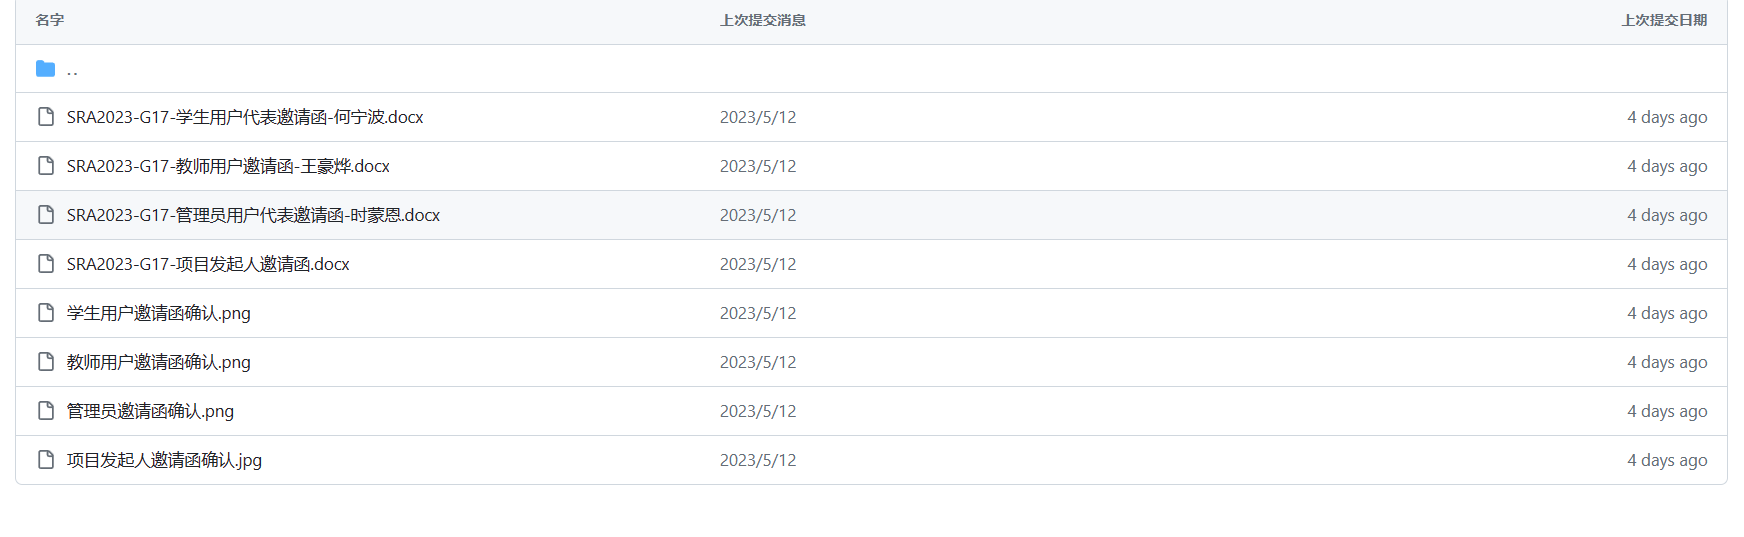 名字 上次提交消息 上次提交日期
..
SRA2023-G17-学生用户代表邀请函-何宁波.docx 2023/5/12 4 days ago
SRA2023-G17-教师用户邀请函-王豪烨.docx 2023/5/12 4 days ago
SRA2023-G17-管理员用户代表邀请函-时蒙恩.docx 2023/5/12 4 days ago
SRA2023-G17-项目发起人邀请函.docx 2023/5/12 4 days ago
学生用户邀请函确认.png 2023/5/12 4 days ago
教师用户邀请函确认.png 2023/5/12 4 days ago
管理员邀请函确认.png 2023/5/12 4 days ago
项目发起人邀请函确认.jpg 2023/5/12 4 days ago